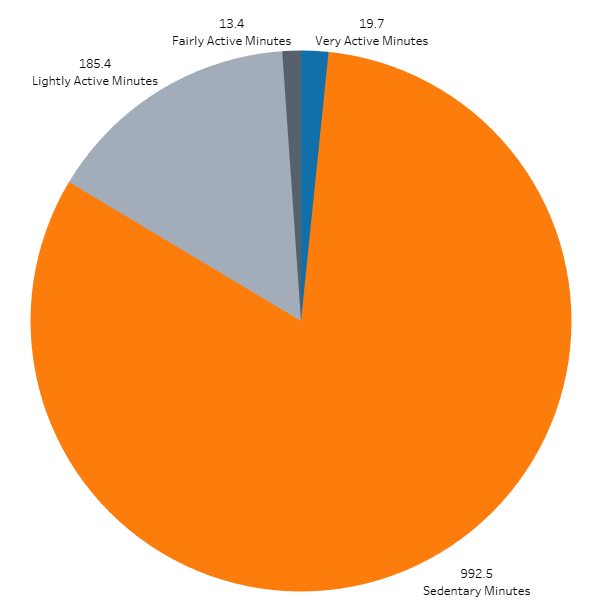 13.4
Fairly Active Minutes
19.7
Very Active Minutes
185.4
Lightly Active Minutes
992.5
Sedentary Minutes